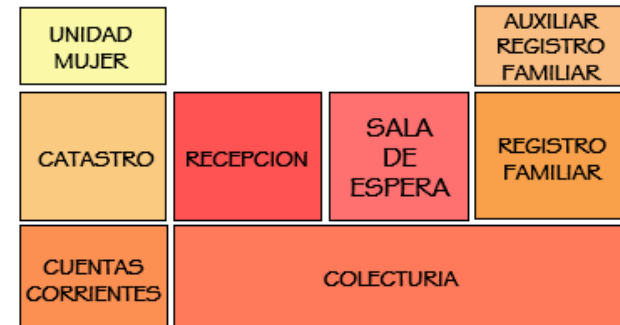 UNIDAD
MUJER
AUXILIAR
REGISTRO
FAMILIAR
CATASTRO
RECEPCION
SALA
DE
ESPERA
REGISTRO
FAMILIAR
CUENTAS
CORRIENTES
COLECTURIA